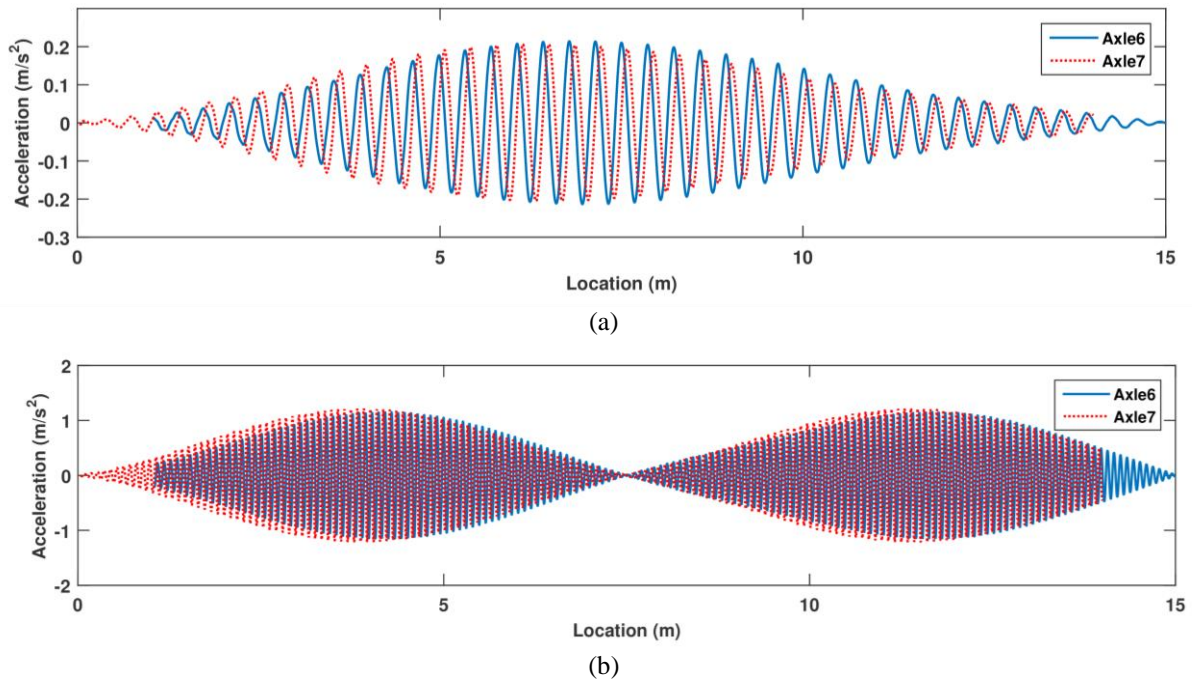 Acceleration (m/s²)
0.2
0.1
0
-0.1
-0.2
-0.3
0 5 10 15
Location (m)
Axle6
Axle7
(a)
Acceleration (m/s²)
2
1
0
-1
-2
0 5 10 15
Location (m)
Axle6
Axle7
(b)